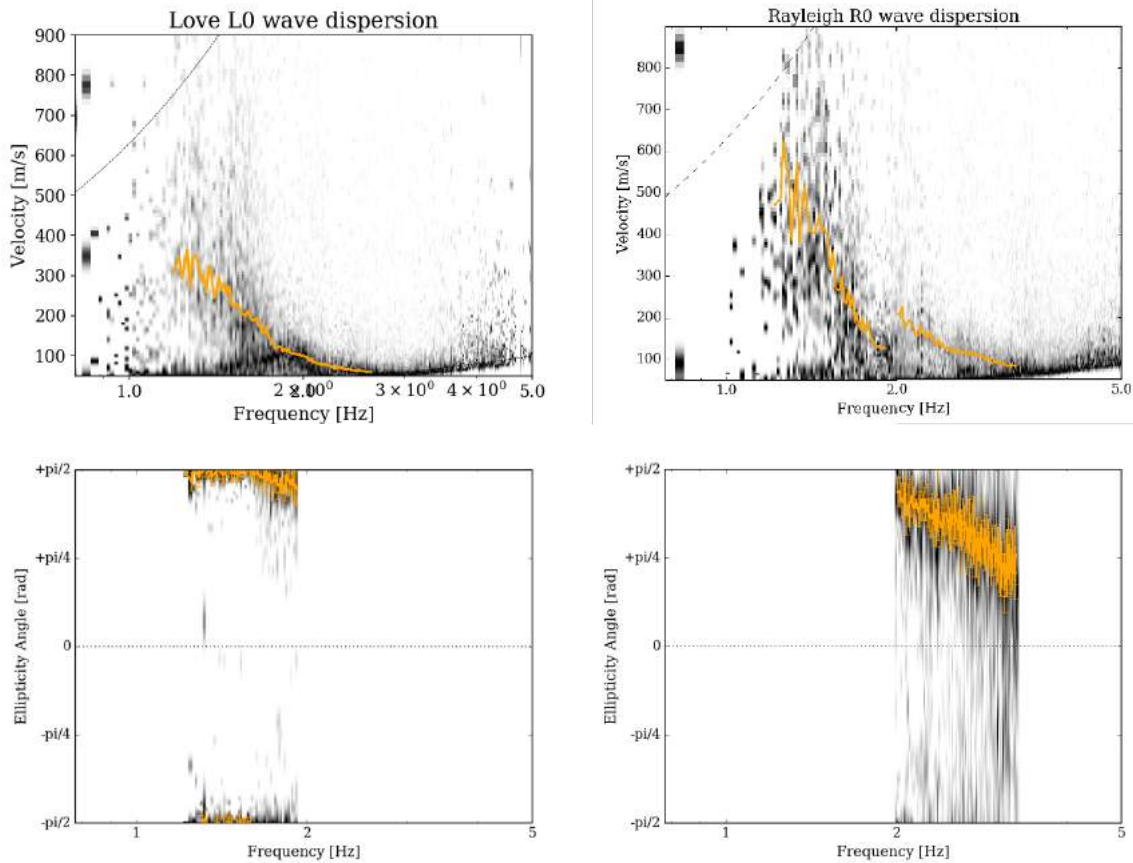 Love L0 wave dispersion
900
800
700
600
500
400
300
200
100
Velocity [m/s]
1.0
2.0
2 × 10⁰
3 × 10⁰
4 × 10⁰
5.0
Frequency [Hz]
Rayleigh R0 wave dispersion
800
700
600
500
400
300
200
100
Velocity [m/s]
1.0
2.0
5.0
Frequency [Hz]
+pi/2
+pi/4
0
-pi/4
-pi/2
Ellipticity Angle [rad]
1
2
5
Frequency [Hz]
+pi/2
+pi/4
0
-pi/4
-pi/2
Ellipticity Angle [rad]
1
2
5
Frequency [Hz]